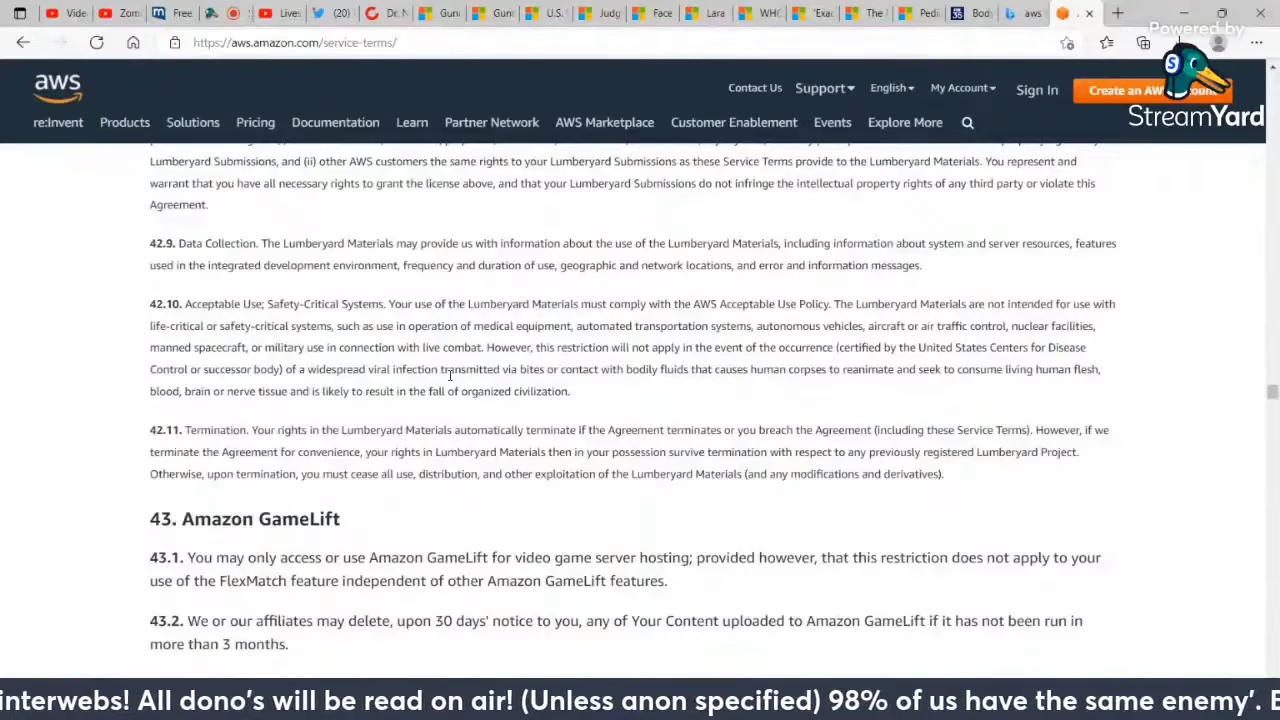 Vide
Zom
Free
Lives
(20)
Dr. N
Gun
Gun
U.S.
Judg
Face
Lara
WHO
"Exac
The
Pedi
Body
aws
a
https://aws.amazon.com/service-terms/
Powered by
StreamYard
aws
Contact Us Support English My Account Sign In Create an AW
re:Invent Products Solutions Pricing Documentation Learn Partner Network AWS Marketplace Customer Enablement Events Explore More
Lumberyard Submissions, and (ii) other AWS customers the same rights to your Lumberyard Submissions as these Service Terms provide to the Lumberyard Materials. You represent and
warrant that you have all necessary rights to grant the license above, and that your Lumberyard Submissions do not infringe the intellectual property rights of any third party or violate this
Agreement.
42.9. Data Collection. The Lumberyard Materials may provide us with information about the use of the Lumberyard Materials, including information about system and server resources, features
used in the integrated development environment, frequency and duration of use, geographic and network locations, and error and information messages.
42.10. Acceptable Use; Safety-Critical Systems. Your use of the Lumberyard Materials must comply with the AWS Acceptable Use Policy. The Lumberyard Materials are not intended for use with
life-critical or safety-critical systems, such as use in operation of medical equipment, automated transportation systems, autonomous vehicles, aircraft or air traffic control, nuclear facilities,
manned spacecraft, or military use in connection with live combat. However, this restriction will not apply in the event of the occurrence (certified by the United States Centers for Disease
Control or successor body) of a widespread viral infection transmitted via bites or contact with bodily fluids that causes human corpses to reanimate and seek to consume living human flesh,
blood, brain or nerve tissue and is likely to result in the fall of organized civilization.
42.11. Termination. Your rights in the Lumberyard Materials automatically terminate if the Agreement terminates or you breach the Agreement (including these Service Terms). However, if we
terminate the Agreement for convenience, your rights in Lumberyard Materials then in your possession survive termination with respect to any previously registered Lumberyard Project.
Otherwise, upon termination, you must cease all use, distribution, and other exploitation of the Lumberyard Materials (and any modifications and derivatives).
43. Amazon GameLift
43.1. You may only access or use Amazon GameLift for video game server hosting; provided however, that this restriction does not apply to your
use of the FlexMatch feature independent of other Amazon GameLift features.
43.2. We or our affiliates may delete, upon 30 days' notice to you, any of Your Content uploaded to Amazon GameLift if it has not been run in
more than 3 months.
interwebs! All dono's will be read on air! (Unless anon specified) 98% of us have the same enemy'.